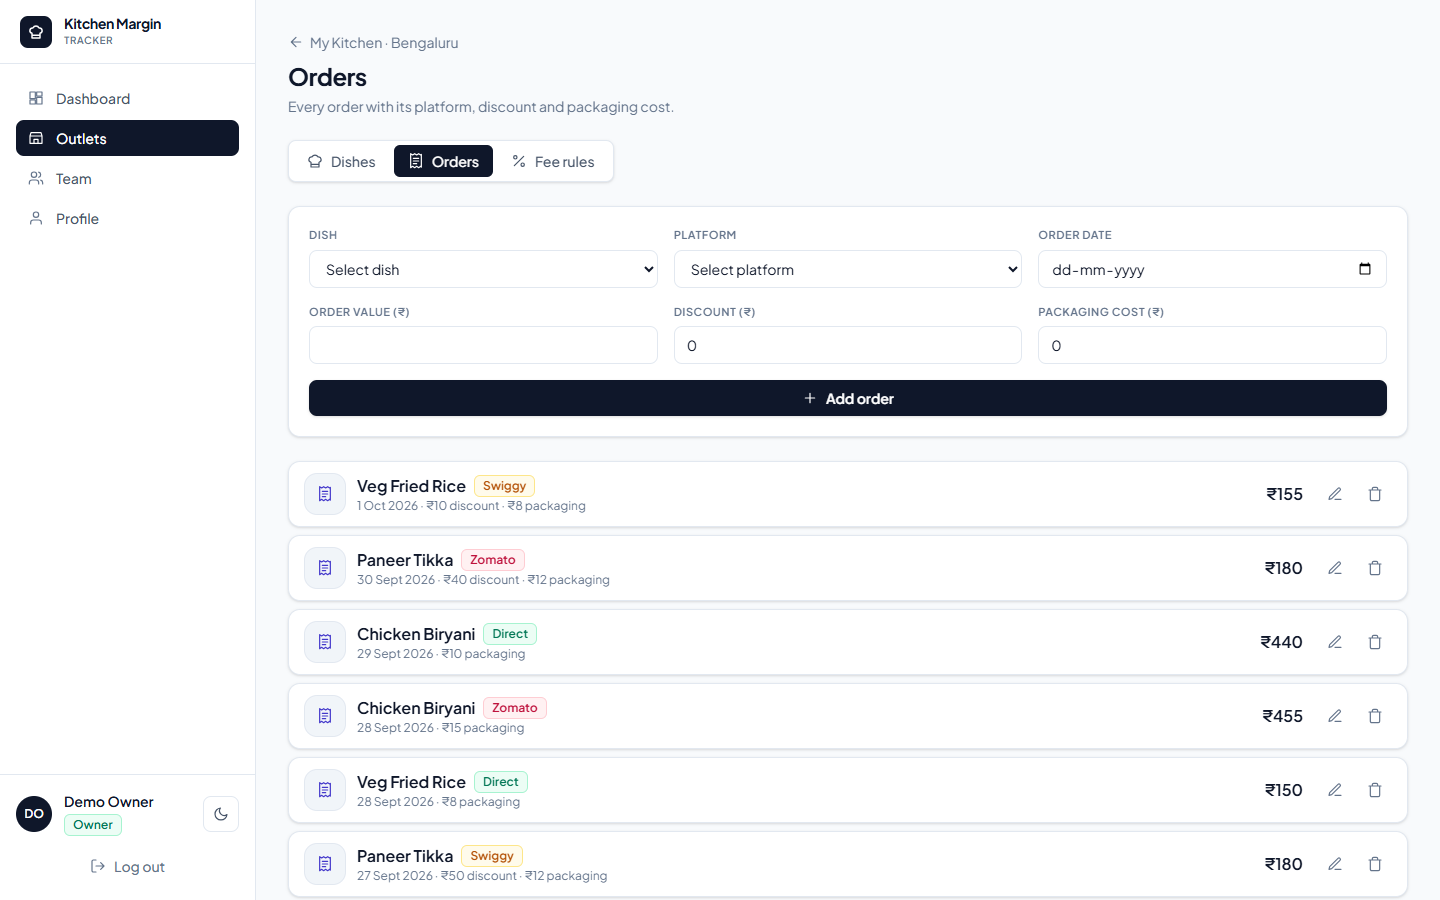 Kitchen Margin
TRACKER
Dashboard
Outlets
Team
Profile
Demo Owner
DO
Owner
Log out
My Kitchen · Bengaluru
Orders
Every order with its platform, discount and packaging cost.
Dishes
Orders
Fee rules
DISH
PLATFORM
ORDER DATE
Select dish
Select platform
dd-mm-yyyy
ORDER VALUE (₹)
DISCOUNT (₹)
PACKAGING COST (₹)
0
0
Add order
Veg Fried Rice Swiggy
1 Oct 2026 · ₹10 discount · ₹8 packaging
₹155
Paneer Tikka Zomato
30 Sept 2026 · ₹40 discount · ₹12 packaging
₹180
Chicken Biryani Direct
29 Sept 2026 · ₹10 packaging
₹440
Chicken Biryani Zomato
28 Sept 2026 · ₹15 packaging
₹455
Veg Fried Rice Direct
28 Sept 2026 · ₹8 packaging
₹150
Paneer Tikka Swiggy
27 Sept 2026 · ₹50 discount · ₹12 packaging
₹180